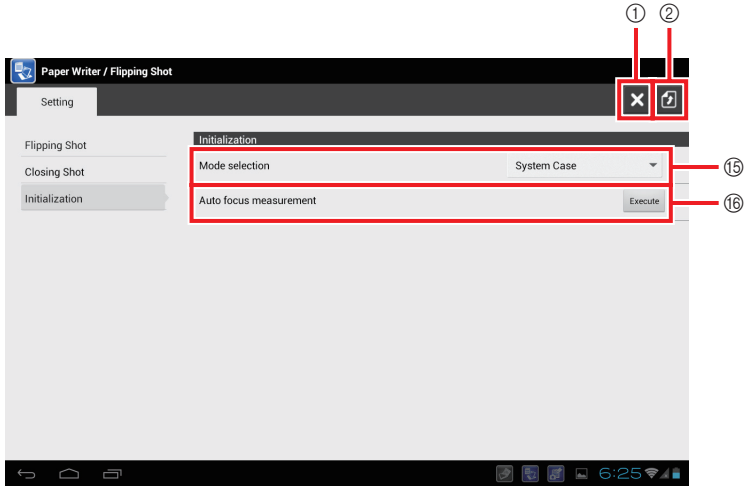 ① ②
Paper Writer / Flipping Shot
Setting
Flipping Shot
Closing Shot
Initialization
Initialization
Mode selection System Case ⑮
Auto focus measurement Execute ⑯
6:25